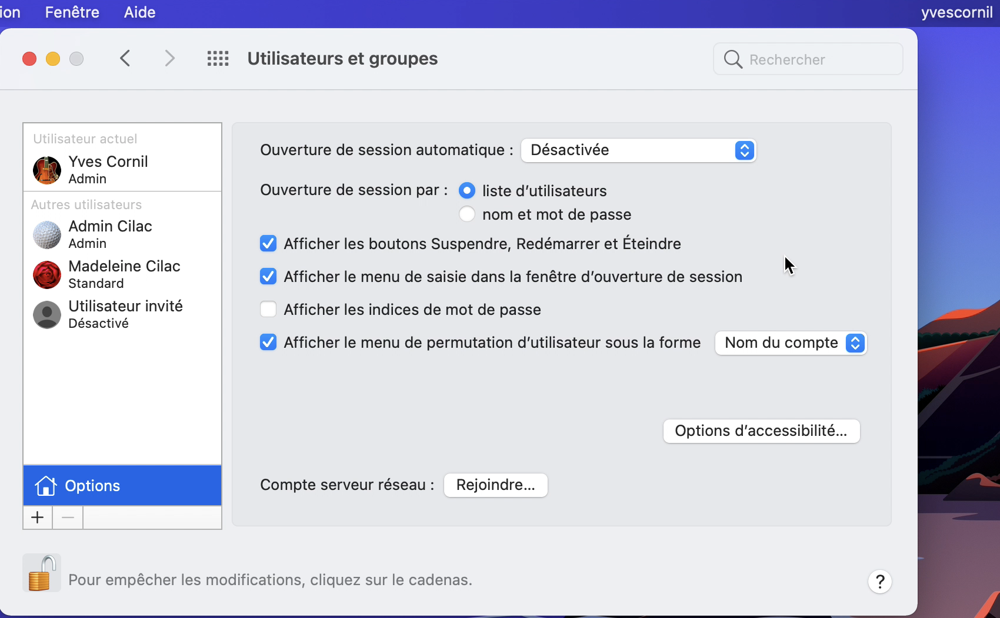 ion Fenêtre Aide yvescornil
Utilisateurs et groupes
Rechercher
Utilisateur actuel
Yves Cornil
Admin
Autres utilisateurs
Admin Cilac
Admin
Madeleine Cilac
Standard
Utilisateur invité
Désactivé
Options
Ouverture de session automatique : Désactivée
Ouverture de session par : liste d’utilisateurs
nom et mot de passe
Afficher les boutons Suspendre, Redémarrer et Éteindre
Afficher le menu de saisie dans la fenêtre d’ouverture de session
Afficher les indices de mot de passe
Afficher le menu de permutation d’utilisateur sous la forme Nom du compte
Options d’accessibilité...
Compte serveur réseau : Rejoindre...
Pour empêcher les modifications, cliquez sur le cadenas.
?